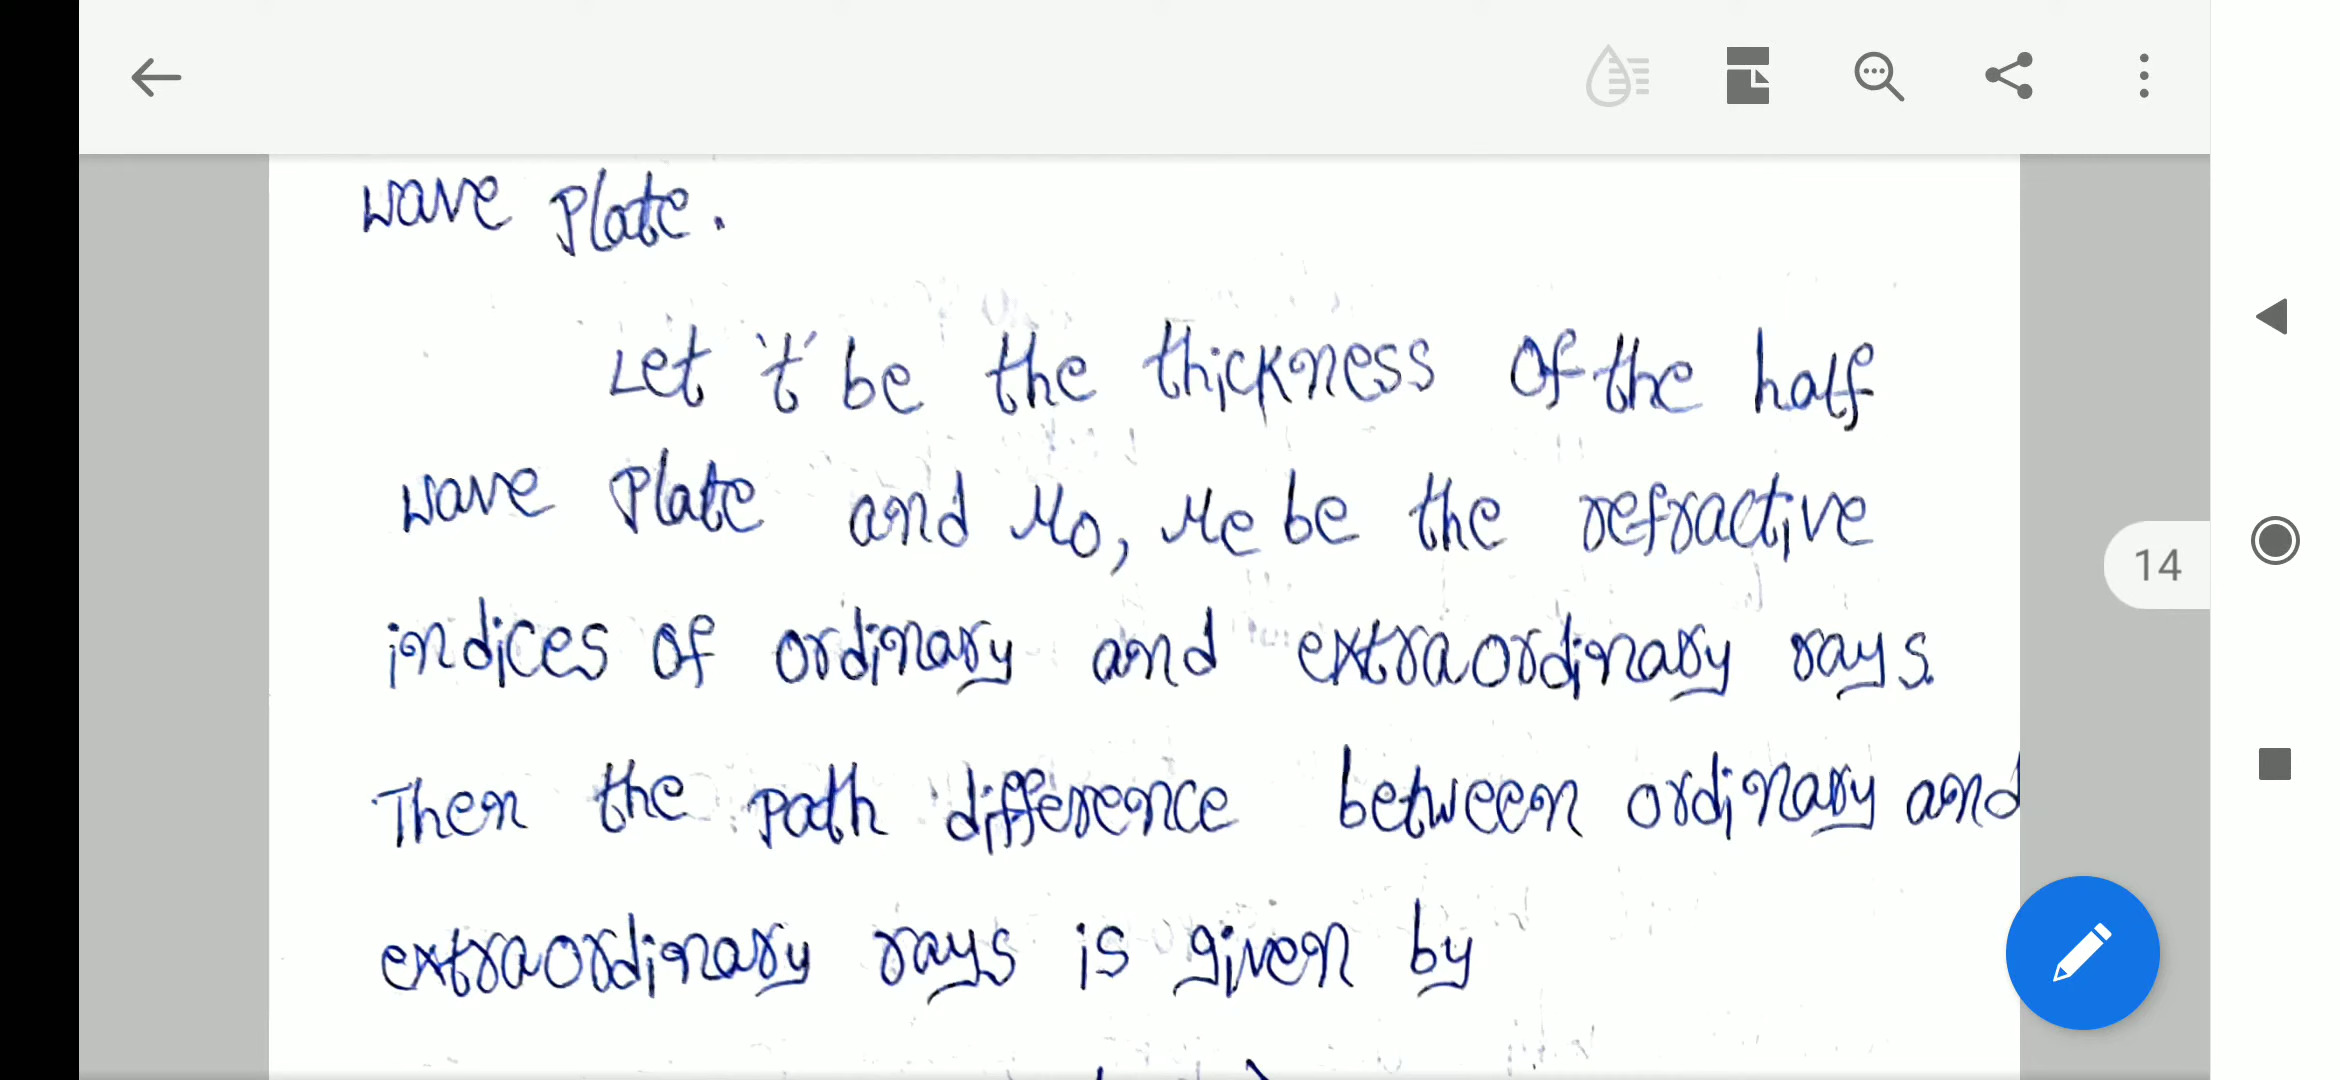 wave plate.
Let 't' be the thickness of the half
wave plate and μo, μe be the refractive
indices of ordinary and extraordinary rays.
Then the path difference between ordinary and
extraordinary rays is given by
14